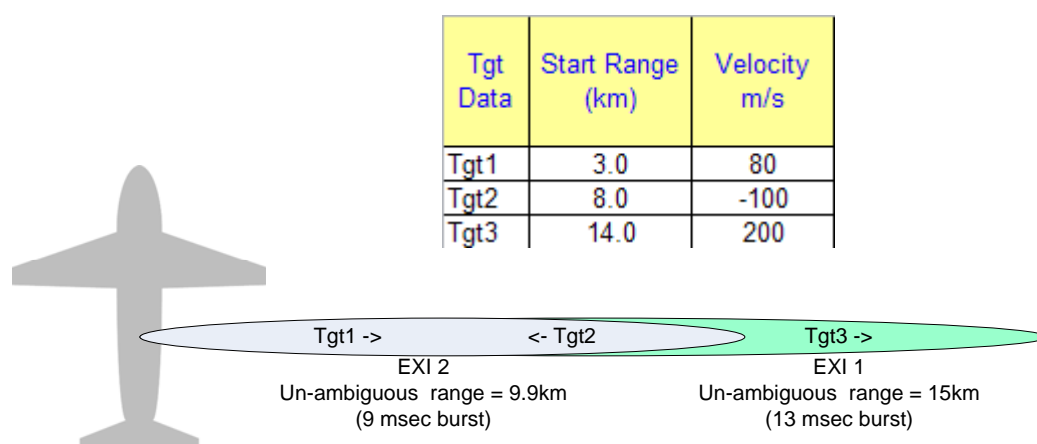 Tgt Data
Start Range (km)
Velocity m/s
Tgt1 3.0 80
Tgt2 8.0 -100
Tgt3 14.0 200
Tgt1 -> <- Tgt2 Tgt3 ->
EXI 2
Un-ambiguous range = 9.9km
(9 msec burst)
EXI 1
Un-ambiguous range = 15km
(13 msec burst)